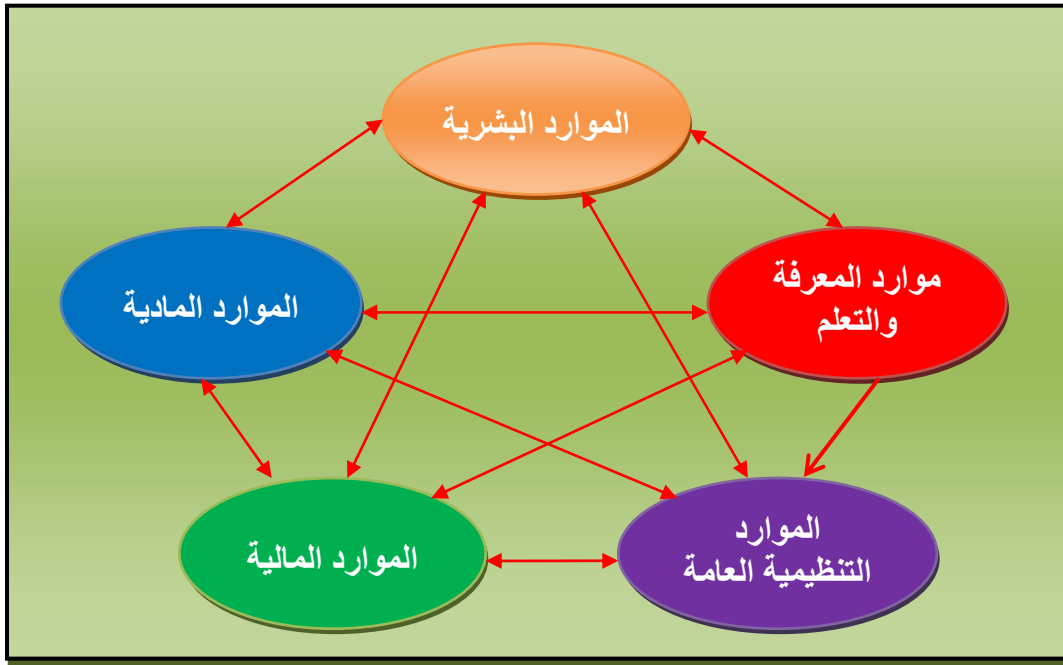 الموارد البشرية
موارد المعرفة
والتعلم
الموارد المادية
الموارد
التنظيمية العامة
الموارد المالية